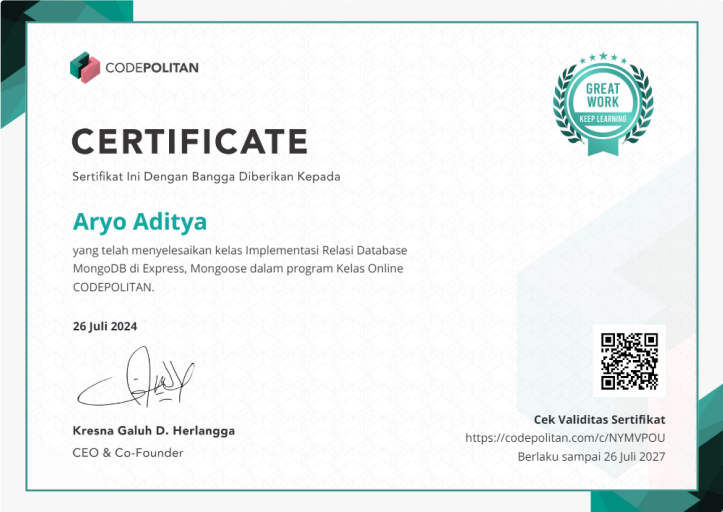 CODEPOLITAN
GREAT
WORK
KEEP LEARNING
CERTIFICATE
Sertifikat Ini Dengan Bangga Diberikan Kepada
Aryo Aditya
yang telah menyelesaikan kelas Implementasi Relasi Database
MongoDB di Express, Mongoose dalam program Kelas Online
CODEPOLITAN.
26 Juli 2024
Kresna Galuh D. Herlangga
CEO & Co-Founder
Cek Validitas Sertifikat
https://codepolitan.com/c/NYMVPOU
Berlaku sampai 26 Juli 2027